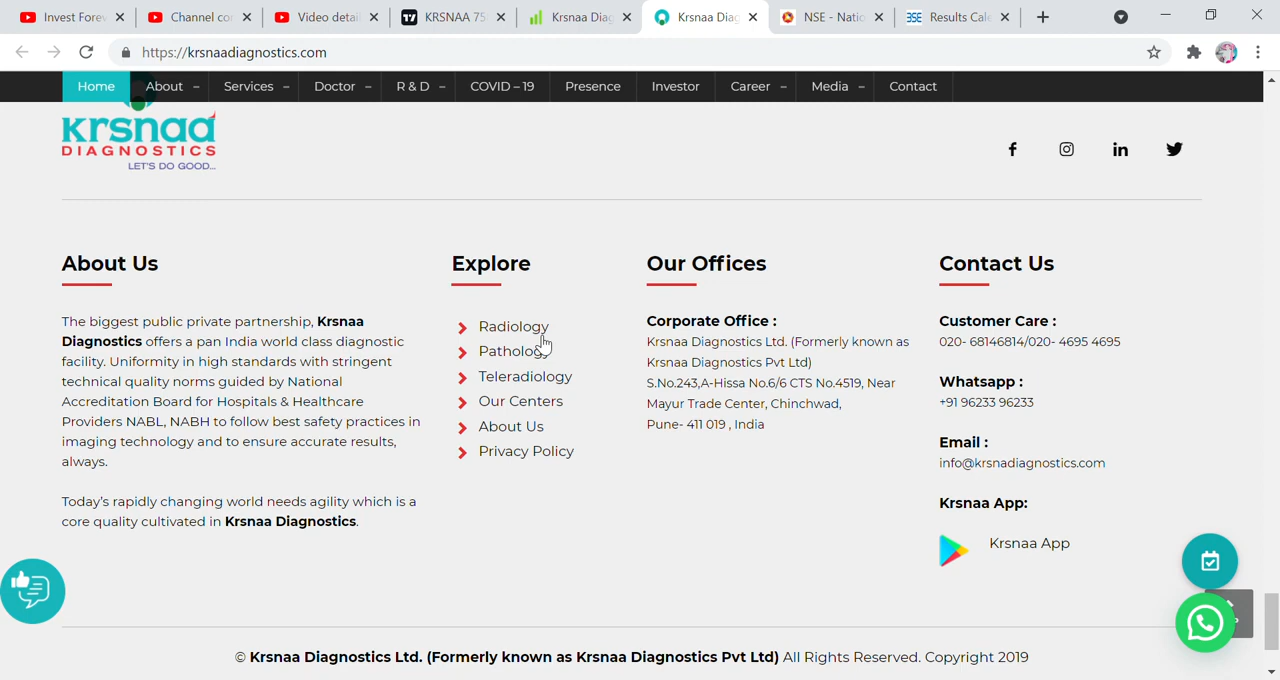 Invest Forev
Channel co
Video detai
KRSNAA 75
Krsnaa Diag
Krsnaa Diag
NSE - Natio
Results Cale
https://krsnaadiagnostics.com
Home About – Services – Doctor – R & D – COVID – 19 Presence Investor Career – Media – Contact
krsnaa
DIAGNOSTICS
LET'S DO GOOD...
About Us
The biggest public private partnership, Krsnaa
Diagnostics offers a pan India world class diagnostic
facility. Uniformity in high standards with stringent
technical quality norms guided by National
Accreditation Board for Hospitals & Healthcare
Providers NABL, NABH to follow best safety practices in
imaging technology and to ensure accurate results,
always.
Today's rapidly changing world needs agility which is a
core quality cultivated in Krsnaa Diagnostics.
Explore
Radiology
Pathology
Teleradiology
Our Centers
About Us
Privacy Policy
Our Offices
Corporate Office :
Krsnaa Diagnostics Ltd. (Formerly known as
Krsnaa Diagnostics Pvt Ltd)
S.No.243,A-Hissa No.6/6 CTS No.4519, Near
Mayur Trade Center, Chinchwad,
Pune- 411 019 , India
Contact Us
Customer Care :
020- 68146814/020- 4695 4695
Whatsapp :
+91 96233 96233
Email :
info@krsnadiagnostics.com
Krsnaa App:
Krsnaa App
© Krsnaa Diagnostics Ltd. (Formerly known as Krsnaa Diagnostics Pvt Ltd) All Rights Reserved. Copyright 2019